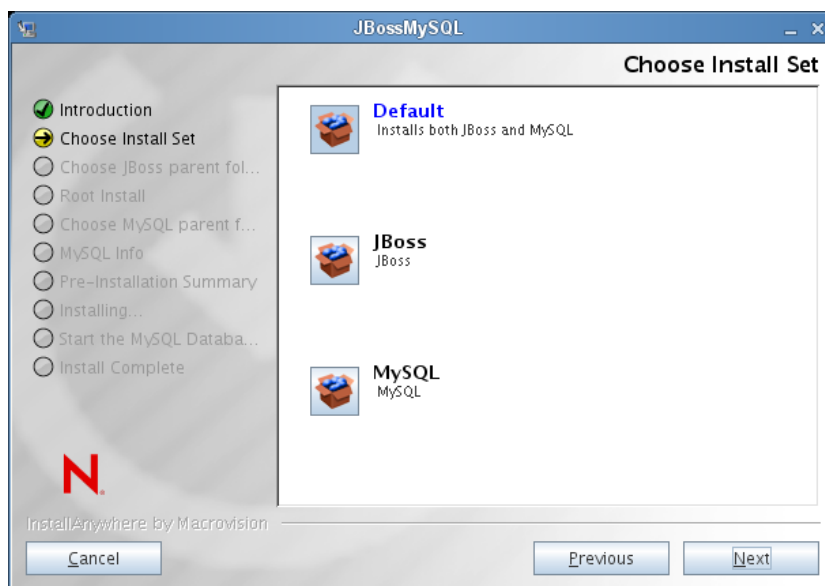 JBossMySQL
Choose Install Set
Introduction
Choose Install Set
Choose JBoss parent fol...
Root Install
Choose MySQL parent f...
MySQL Info
Pre-Installation Summary
Installing...
Start the MySQL Databa...
Install Complete
Default
Installs both JBoss and MySQL
JBoss
JBoss
MySQL
MySQL
N
InstallAnywhere by Macrovision
Cancel
Previous
Next